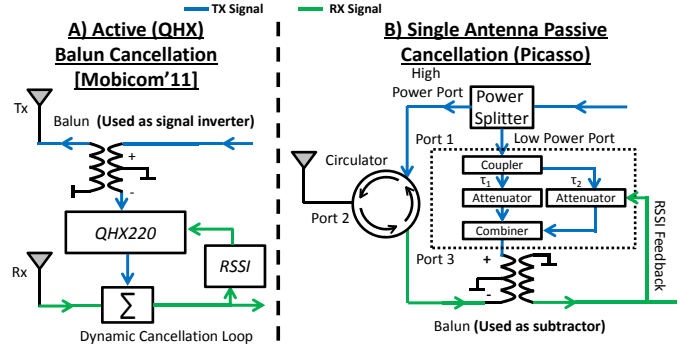 TX Signal
RX Signal
A) Active (QHX)
Balun Cancellation
[Mobicom'11]
Tx
Balun (Used as signal inverter)
+
-
QHX220
RSSI
Rx
Σ
Dynamic Cancellation Loop
B) Single Antenna Passive
Cancellation (Picasso)
High
Power Port
Power
Splitter
Port 1
Low Power Port
Circulator
Coupler
τ1
τ2
Attenuator
Attenuator
Port 2
Combiner
RSSI Feedback
+
Port 3
-
Balun (Used as subtractor)